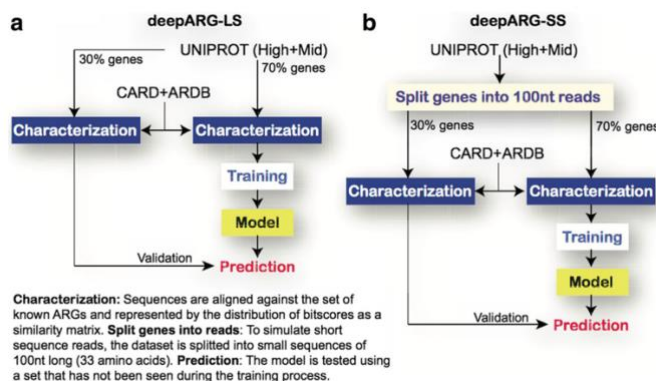 a
deepARG-LS
UNIPROT (High+Mid)
30% genes
70% genes
CARD+ARDB
Characterization
Characterization
Training
Model
Validation
Prediction
Characterization: Sequences are aligned against the set of
known ARGs and represented by the distribution of bitscores as a
similarity matrix. Split genes into reads: To simulate short
sequence reads, the dataset is splitted into small sequences of
100nt long (33 amino acids). Prediction: The model is tested using
a set that has not been seen during the training process.
b
deepARG-SS
UNIPROT (High+Mid)
Split genes into 100nt reads
30% genes
70% genes
CARD+ARDB
Characterization
Characterization
Training
Model
Validation
Prediction